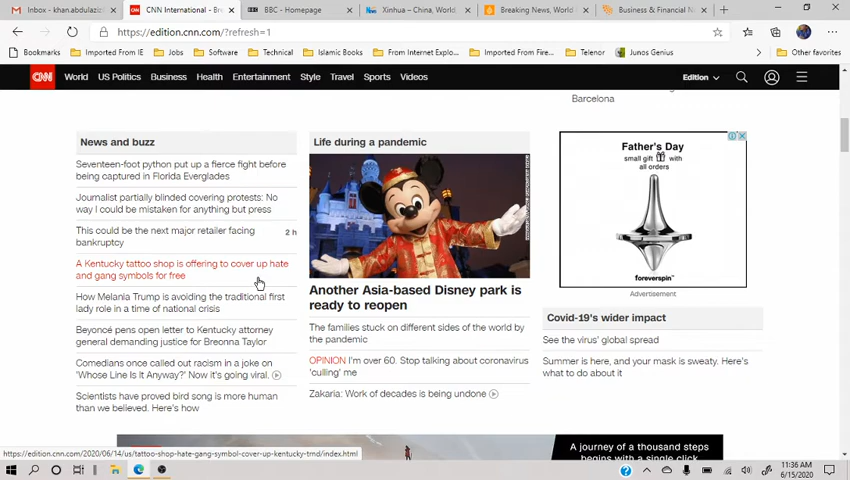 Inbox - khan.abdulazi
CNN International - Bre
BBC - Homepage
Xinhua – China, World
Breaking News, World
Business & Financial N
https://edition.cnn.com/?refresh=1
Bookmarks
Imported From IE
Jobs
Software
Technical
Islamic Books
From Internet Explo...
Imported From Fire...
Telenor
Junos Genius
Other favorites
CNN World US Politics Business Health Entertainment Style Travel Sports Videos
Edition
Barcelona
News and buzz
Seventeen-foot python put up a fierce fight before
being captured in Florida Everglades
Journalist partially blinded covering protests: No
way I could be mistaken for anything but press
This could be the next major retailer facing 2 h
bankruptcy
A Kentucky tattoo shop is offering to cover up hate
and gang symbols for free
How Melania Trump is avoiding the traditional first
lady role in a time of national crisis
Beyoncé pens open letter to Kentucky attorney
general demanding justice for Breonna Taylor
Comedians once called out racism in a joke on
'Whose Line Is It Anyway?' Now it's going viral.
Scientists have proved bird song is more human
than we believed. Here's how
Life during a pandemic
Another Asia-based Disney park is
ready to reopen
The families stuck on different sides of the world by
the pandemic
OPINION I'm over 60. Stop talking about coronavirus
'culling' me
Zakaria: Work of decades is being undone
Father's Day
small gift with
all orders
foreverspin
Advertisement
Covid-19's wider impact
See the virus' global spread
Summer is here, and your mask is sweaty. Here's
what to do about it
A journey of a thousand steps
begins with a single click
https://edition.cnn.com/2020/06/14/us/tattoo-shop-hate-gang-symbol-cover-up-kentucky-trnd/index.html
11:36 AM
6/15/2020